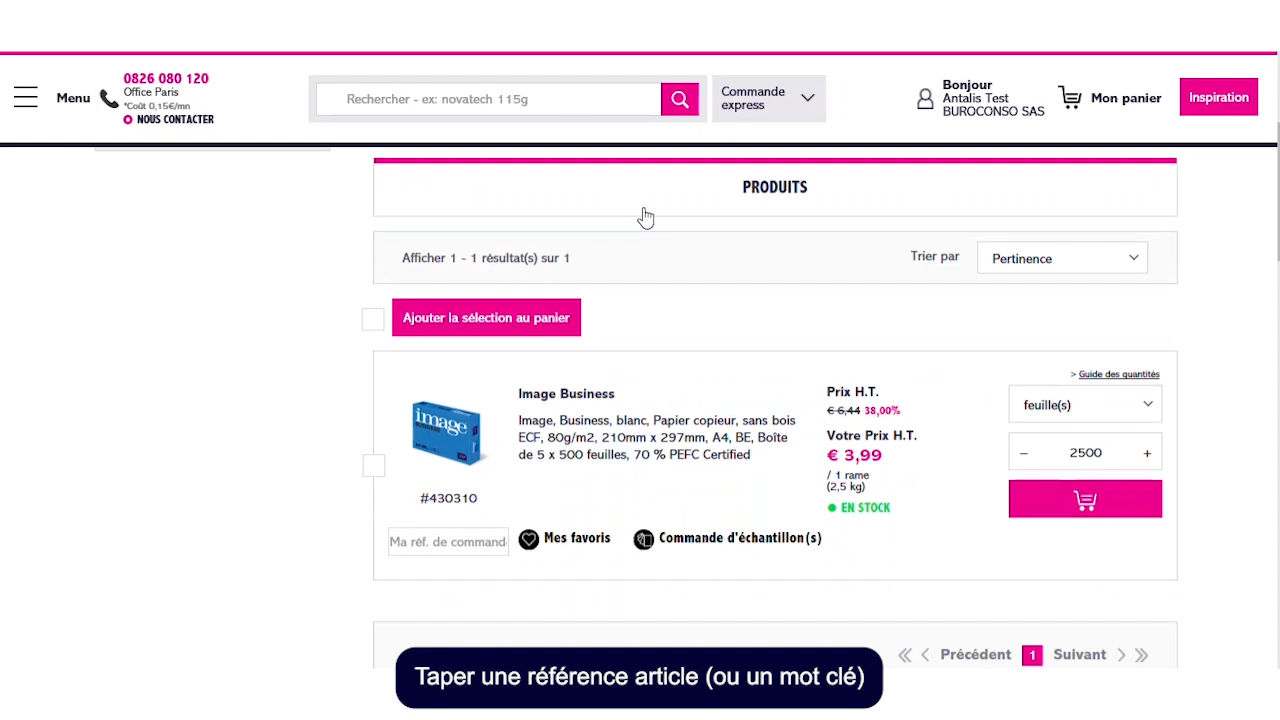 0826 080 120
Office Paris
*Coût 0,15€/mn
NOUS CONTACTER
Menu
Rechercher - ex: novatech 115g
Commande
express
Bonjour
Antalis Test
BUROCONSO SAS
Mon panier
Inspiration
PRODUITS
Afficher 1 - 1 résultat(s) sur 1
Trier par
Pertinence
Ajouter la sélection au panier
> Guide des quantités
image
BUSINESS
#430310
Image Business
Image, Business, blanc, Papier copieur, sans bois
ECF, 80g/m2, 210mm x 297mm, A4, BE, Boîte
de 5 x 500 feuilles, 70 % PEFC Certified
Prix H.T.
€ 6,44 38,00%
Votre Prix H.T.
€ 3,99
/ 1 rame
(2,5 kg)
EN STOCK
feuille(s)
– 2500 +
Ma réf. de command
Mes favoris
Commande d'échantillon(s)
Précédent 1 Suivant
Taper une référence article (ou un mot clé)